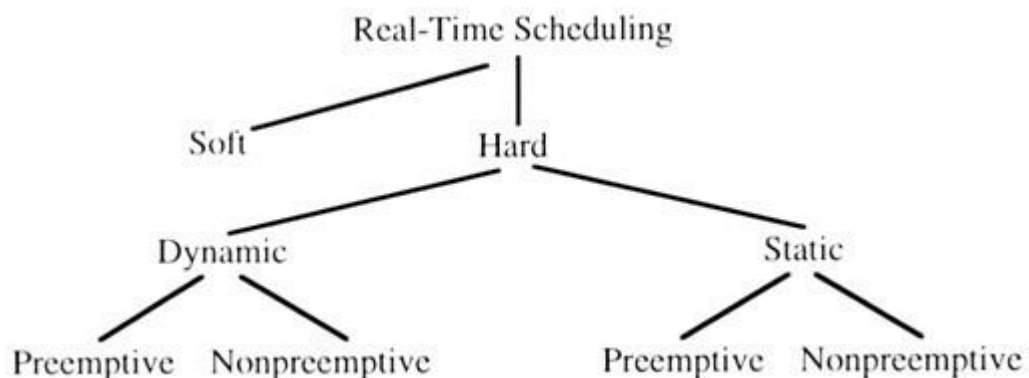 Real-Time Scheduling
Soft
Hard
Dynamic
Static
Preemptive Nonpreemptive
Preemptive Nonpreemptive